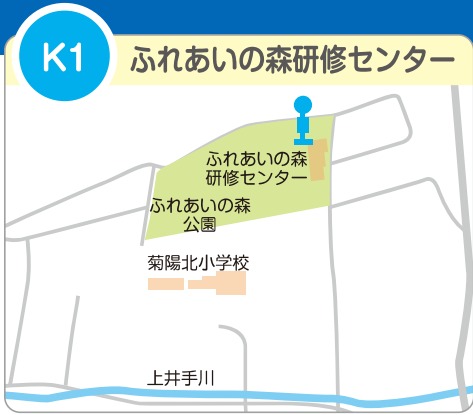 K1
ふれあいの森研修センター
ふれあいの森
研修センター
ふれあいの森
公園
菊陽北小学校
上井手川